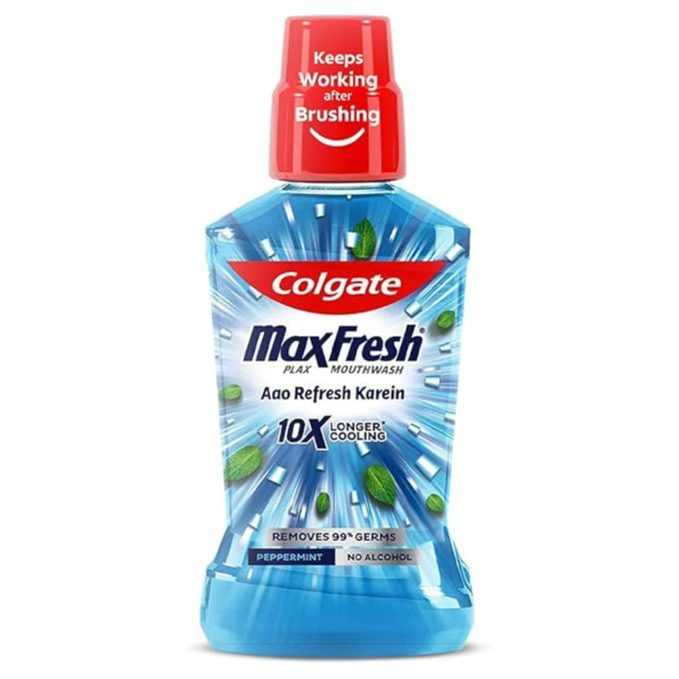 Keeps
Working
after
Brushing
Colgate
MaxFresh®
PLAX MOUTHWASH
Aao Refresh Karein
10X LONGER*
COOLING
REMOVES 99% GERMS
PEPPERMINT NO ALCOHOL